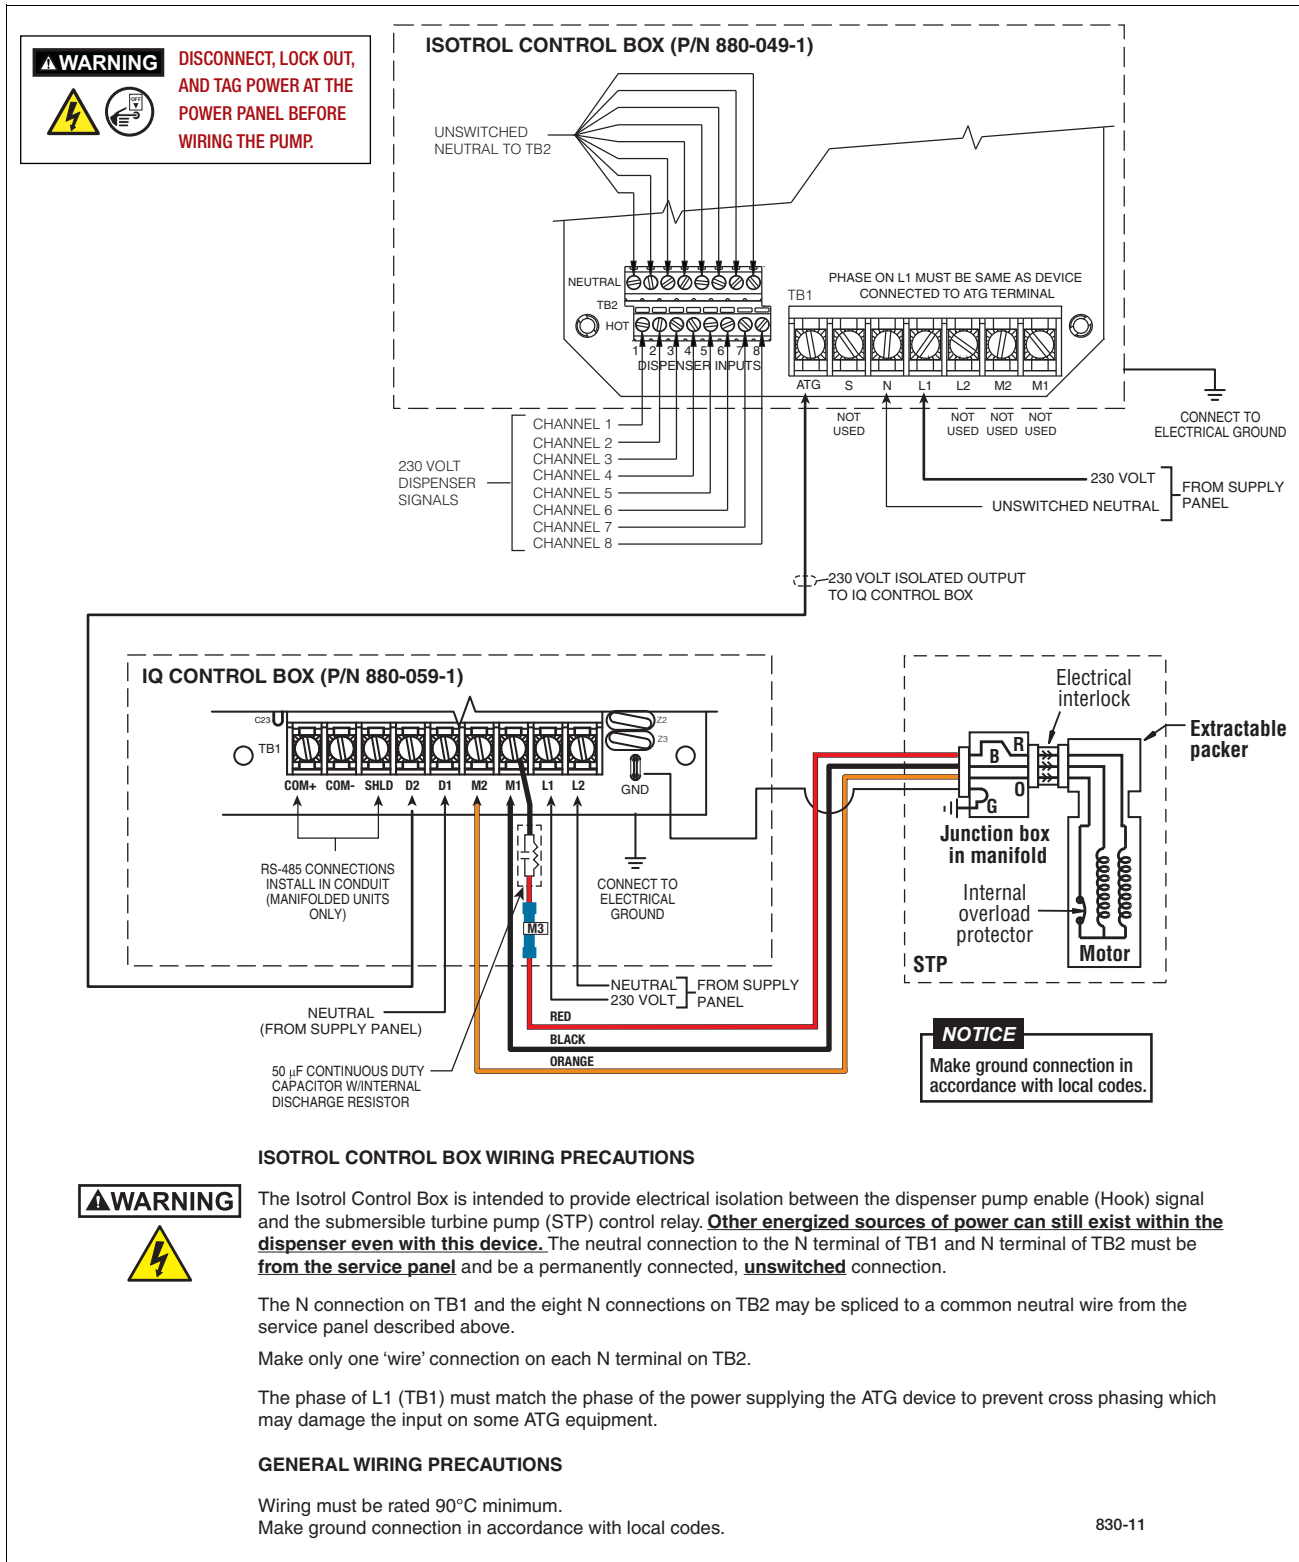 WARNING
DISCONNECT, LOCK OUT,
AND TAG POWER AT THE
POWER PANEL BEFORE
WIRING THE PUMP.
OFF
ISOTROL CONTROL BOX (P/N 880-049-1)
UNSWITCHED
NEUTRAL TO TB2
NEUTRAL
TB2
HOT
1 2 3 4 5 6 7 8
DISPENSER INPUTS
PHASE ON L1 MUST BE SAME AS DEVICE
CONNECTED TO ATG TERMINAL
TB1
ATG S N L1 L2 M2 M1
NOT
USED
NOT
USED
NOT
USED
NOT
USED
CONNECT TO
ELECTRICAL GROUND
230 VOLT
DISPENSER
SIGNALS
CHANNEL 1
CHANNEL 2
CHANNEL 3
CHANNEL 4
CHANNEL 5
CHANNEL 6
CHANNEL 7
CHANNEL 8
230 VOLT
UNSWITCHED NEUTRAL
FROM SUPPLY
PANEL
230 VOLT ISOLATED OUTPUT
TO IQ CONTROL BOX
IQ CONTROL BOX (P/N 880-059-1)
C23
TB1
Z2
Z3
COM+ COM- SHLD D2 D1 M2 M1 L1 L2
GND
RS-485 CONNECTIONS
INSTALL IN CONDUIT
(MANIFOLDED UNITS
ONLY)
CONNECT TO
ELECTRICAL
GROUND
M3
NEUTRAL
(FROM SUPPLY PANEL)
NEUTRAL
230 VOLT
FROM SUPPLY
PANEL
RED
BLACK
ORANGE
50 µF CONTINUOUS DUTY
CAPACITOR W/INTERNAL
DISCHARGE RESISTOR
Electrical
interlock
Extractable
packer
R
B
O
G
Junction box
in manifold
Internal
overload
protector
Motor
STP
NOTICE
Make ground connection in
accordance with local codes.
ISOTROL CONTROL BOX WIRING PRECAUTIONS
WARNING
The Isotrol Control Box is intended to provide electrical isolation between the dispenser pump enable (Hook) signal
and the submersible turbine pump (STP) control relay. Other energized sources of power can still exist within the
dispenser even with this device. The neutral connection to the N terminal of TB1 and N terminal of TB2 must be
from the service panel and be a permanently connected, unswitched connection.
The N connection on TB1 and the eight N connections on TB2 may be spliced to a common neutral wire from the
service panel described above.
Make only one ‘wire’ connection on each N terminal on TB2.
The phase of L1 (TB1) must match the phase of the power supplying the ATG device to prevent cross phasing which
may damage the input on some ATG equipment.
GENERAL WIRING PRECAUTIONS
Wiring must be rated 90°C minimum.
Make ground connection in accordance with local codes.
830-11